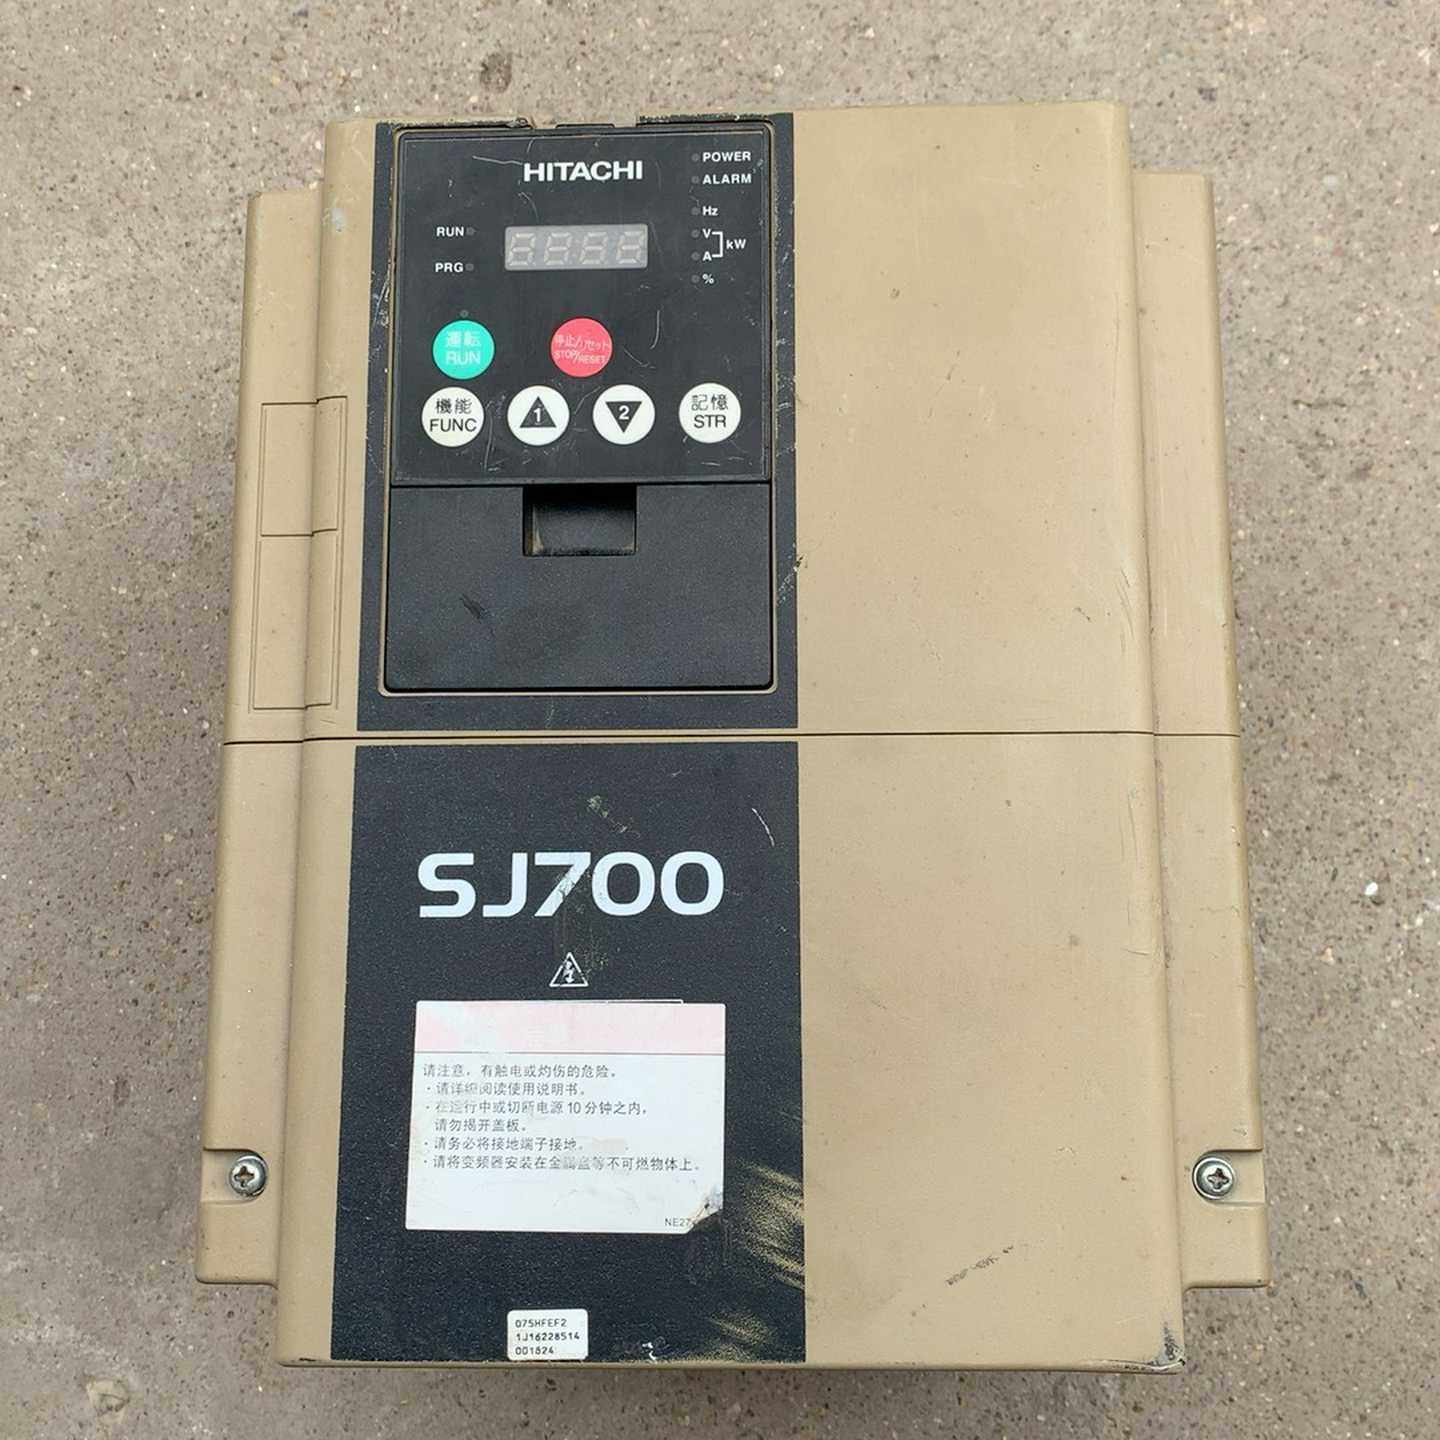 HITACHI
POWER
ALARM
RUN
Hz
V
kW
A
PRG
%
運転
RUN
停止/リセット
STOP/RESET
機能
FUNC
1
2
記憶
STR
SJ700
请注意，有触电或灼伤的危险。
·请详细阅读使用说明书。
·在运行中或切断电源10分钟之内，
请勿揭开盖板。
·请务必将接地端子接地。
·请将变频器安装在金属盒等不可燃物体上。
075HFEF2
1J16228514
001824